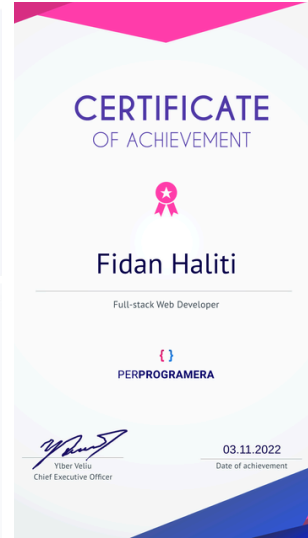 CERTIFICATE
OF ACHIEVEMENT
Fidan Haliti
Full-stack Web Developer
{ }
PERPROGRAMERA
Ylber Veliu
Chief Executive Officer
03.11.2022
Date of achievement